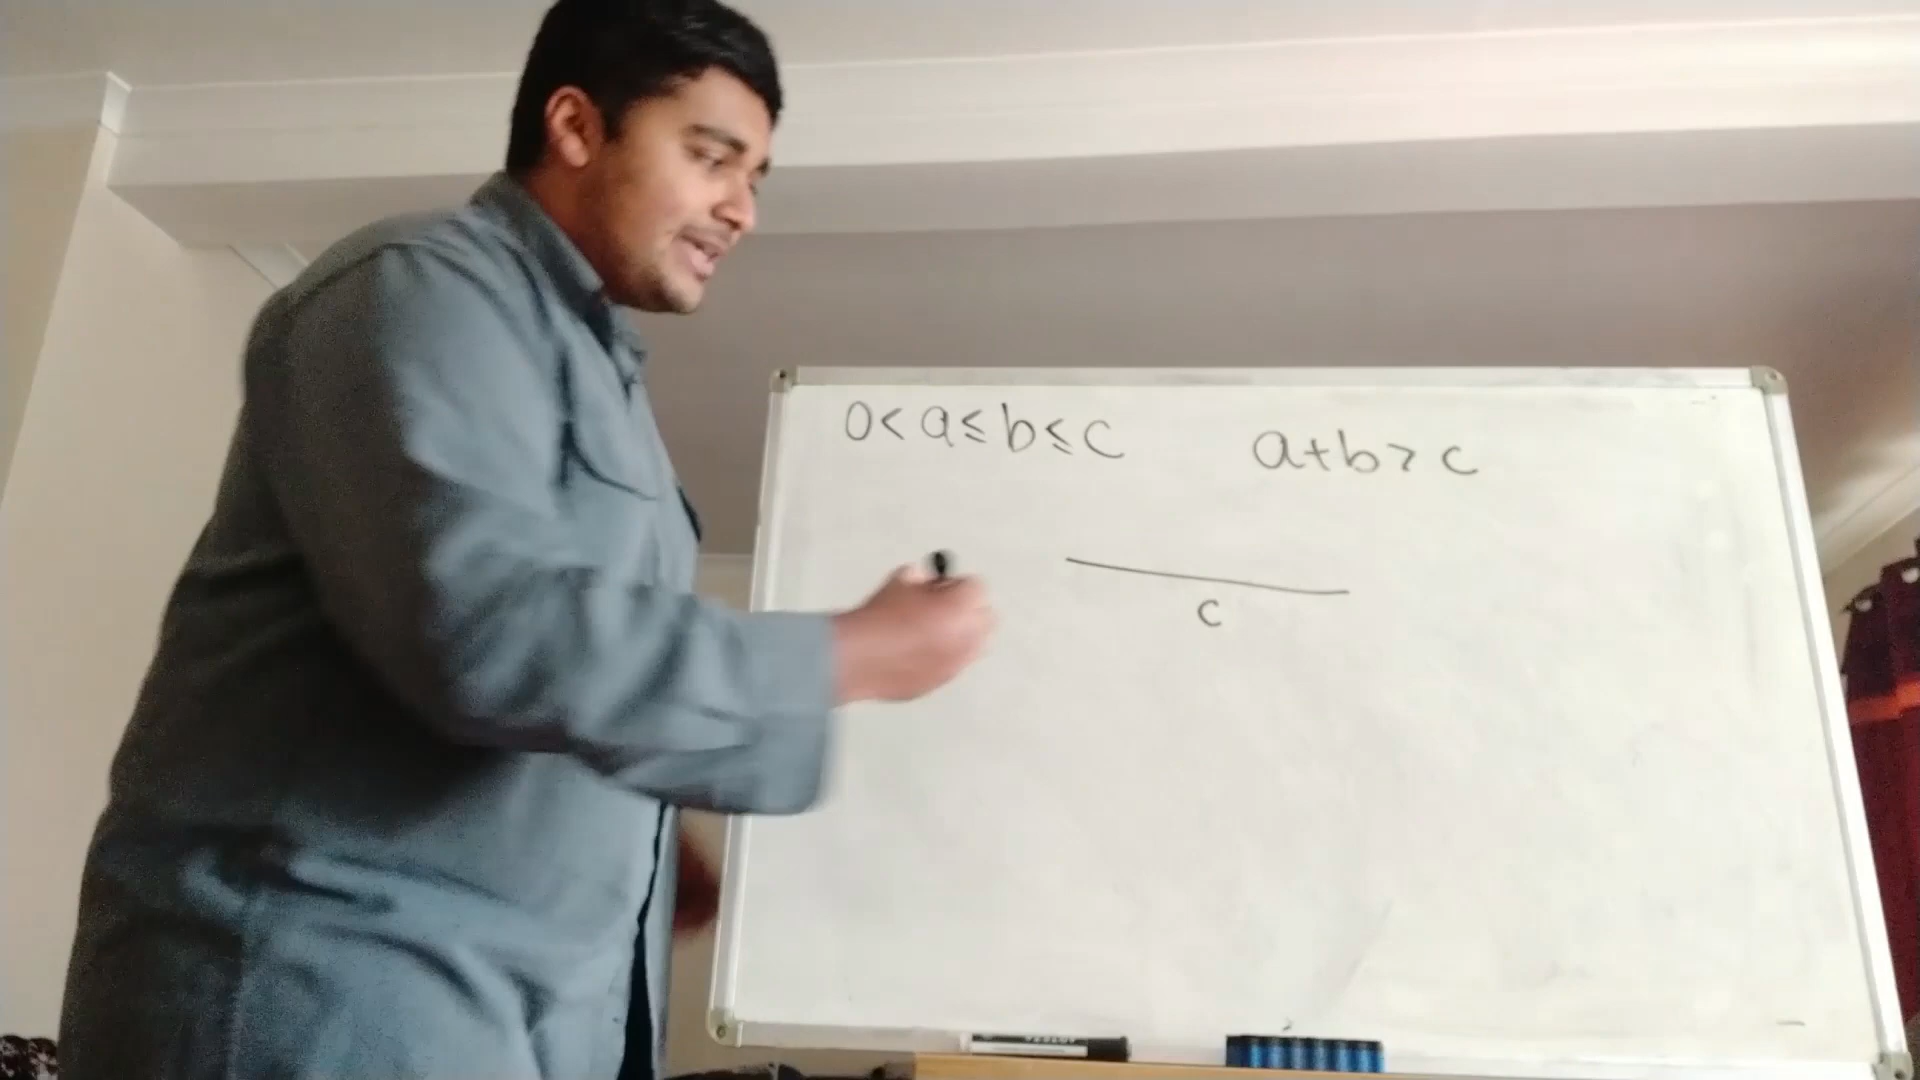 0 < a ≤ b ≤ c
a + b > c
c